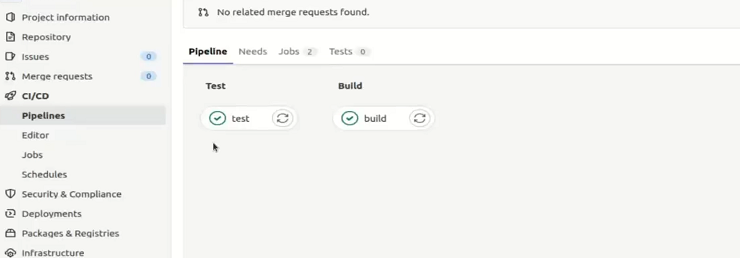 Project information
Repository
Issues 0
Merge requests 0
CI/CD
Pipelines
Editor
Jobs
Schedules
Security & Compliance
Deployments
Packages & Registries
Infrastructure
No related merge requests found.
Pipeline Needs Jobs 2 Tests 0
Test Build
test build